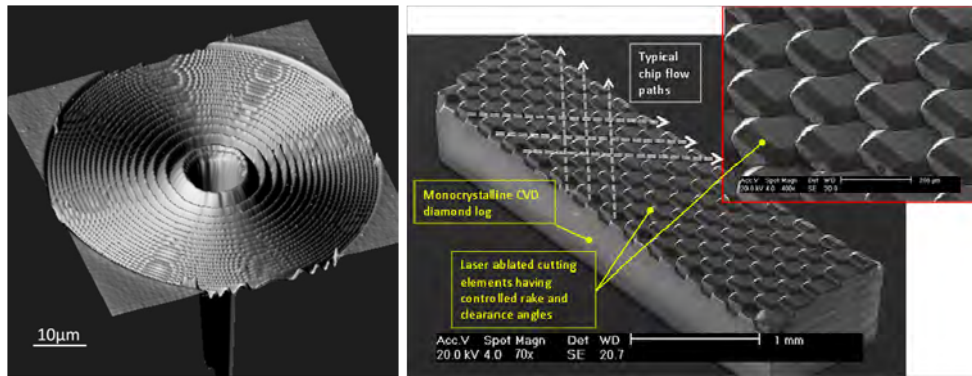 10μm
Typical
chip flow
paths
Monocrystalline CVD
diamond log
Laser ablated cutting
elements having
controlled rake and
clearance angles
Acc.V Spot Magn Det WD
20.0 kV 4.0 70x SE 20.7
1 mm
Acc.V Spot Magn Det WD
20.0 kV 4.0 400x SE 20.8
200 μm